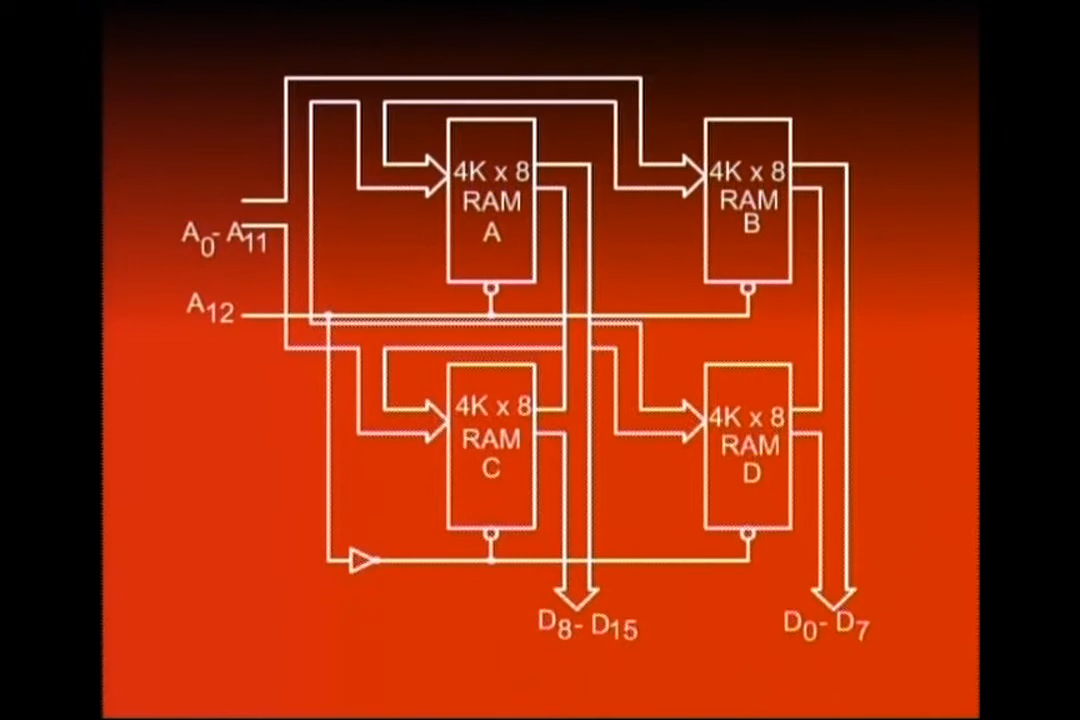 4K x 8
RAM
A
4K x 8
RAM
B
A0- A11
A12
4K x 8
RAM
C
4K x 8
RAM
D
D8- D15
D0- D7